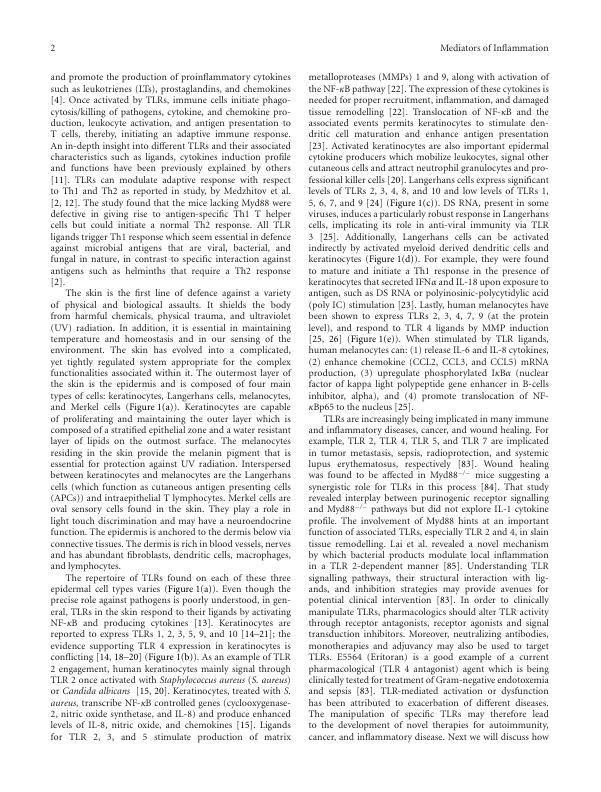 2
Mediators of Inflammation
and promote the production of proinflammatory cytokines
such as leukotrienes (LTs), prostaglandins, and chemokines
[4]. Once activated by TLRs, immune cells initiate phago-
cytosis/killing of pathogens, cytokine, and chemokine pro-
duction, leukocyte activation, and antigen presentation to
T cells, thereby, initiating an adaptive immune response.
An in-depth insight into different TLRs and their associated
characteristics such as ligands, cytokines induction profile
and functions have been previously explained by others
[11]. TLRs can modulate adaptive response with respect
to Th1 and Th2 as reported in study, by Medzhitov et al.
[2, 12]. The study found that the mice lacking Myd88 were
defective in giving rise to antigen-specific Th1 T helper
cells but could initiate a normal Th2 response. All TLR
ligands trigger Th1 response which seem essential in defence
against microbial antigens that are viral, bacterial, and
fungal in nature, in contrast to specific interaction against
antigens such as helminths that require a Th2 response
[2].
The skin is the first line of defence against a variety
of physical and biological assaults. It shields the body
from harmful chemicals, physical trauma, and ultraviolet
(UV) radiation. In addition, it is essential in maintaining
temperature and homeostasis and in our sensing of the
environment. The skin has evolved into a complicated,
yet tightly regulated system appropriate for the complex
functionalities associated within it. The outermost layer of
the skin is the epidermis and is composed of four main
types of cells: keratinocytes, Langerhans cells, melanocytes,
and Merkel cells (Figure 1(a)). Keratinocytes are capable
of proliferating and maintaining the outer layer which is
composed of a stratified epithelial zone and a water resistant
layer of lipids on the outmost surface. The melanocytes
residing in the skin provide the melanin pigment that is
essential for protection against UV radiation. Interspersed
between keratinocytes and melanocytes are the Langerhans
cells (which function as cutaneous antigen presenting cells
(APCs)) and intraepithelial T lymphocytes. Merkel cells are
oval sensory cells found in the skin. They play a role in
light touch discrimination and may have a neuroendocrine
function. The epidermis is anchored to the dermis below via
connective tissues. The dermis is rich in blood vessels, nerves
and has abundant fibroblasts, dendritic cells, macrophages,
and lymphocytes.
The repertoire of TLRs found on each of these three
epidermal cell types varies (Figure 1(a)). Even though the
precise role against pathogens is poorly understood, in gen-
eral, TLRs in the skin respond to their ligands by activating
NF-κB and producing cytokines [13]. Keratinocytes are
reported to express TLRs 1, 2, 3, 5, 9, and 10 [14–21]; the
evidence supporting TLR 4 expression in keratinocytes is
conflicting [14, 18–20] (Figure 1(b)). As an example of TLR
2 engagement, human keratinocytes mainly signal through
TLR 2 once activated with Staphylococcus aureus (S. aureus)
or Candida albicans [15, 20]. Keratinocytes, treated with S.
aureus, transcribe NF-κB controlled genes (cyclooxygenase-
2, nitric oxide synthetase, and IL-8) and produce enhanced
levels of IL-8, nitric oxide, and chemokines [15]. Ligands
for TLR 2, 3, and 5 stimulate production of matrix
metalloproteases (MMPs) 1 and 9, along with activation of
the NF-κB pathway [22]. The expression of these cytokines is
needed for proper recruitment, inflammation, and damaged
tissue remodelling [22]. Translocation of NF-κB and the
associated events permits keratinocytes to stimulate den-
dritic cell maturation and enhance antigen presentation
[23]. Activated keratinocytes are also important epidermal
cytokine producers which mobilize leukocytes, signal other
cutaneous cells and attract neutrophil granulocytes and pro-
fessional killer cells [20]. Langerhans cells express significant
levels of TLRs 2, 3, 4, 8, and 10 and low levels of TLRs 1,
5, 6, 7, and 9 [24] (Figure 1(c)). DS RNA, present in some
viruses, induces a particularly robust response in Langerhans
cells, implicating its role in anti-viral immunity via TLR
3 [25]. Additionally, Langerhans cells can be activated
indirectly by activated myeloid derived dendritic cells and
keratinocytes (Figure 1(d)). For example, they were found
to mature and initiate a Th1 response in the presence of
keratinocytes that secreted IFNα and IL-18 upon exposure to
antigen, such as DS RNA or polyinosinic-polycytidylic acid
(poly IC) stimulation [23]. Lastly, human melanocytes have
been shown to express TLRs 2, 3, 4, 7, 9 (at the protein
level), and respond to TLR 4 ligands by MMP induction
[25, 26] (Figure 1(e)). When stimulated by TLR ligands,
human melanocytes can: (1) release IL-6 and IL-8 cytokines,
(2) enhance chemokine (CCL2, CCL3, and CCL5) mRNA
production, (3) upregulate phosphorylated IκBα (nuclear
factor of kappa light polypeptide gene enhancer in B-cells
inhibitor, alpha), and (4) promote translocation of NF-
κBp65 to the nucleus [25].
TLRs are increasingly being implicated in many immune
and inflammatory diseases, cancer, and wound healing. For
example, TLR 2, TLR 4, TLR 5, and TLR 7 are implicated
in tumor metastasis, sepsis, radioprotection, and systemic
lupus erythematosus, respectively [83]. Wound healing
was found to be affected in Myd88−/− mice suggesting a
synergistic role for TLRs in this process [84]. That study
revealed interplay between purinogenic receptor signalling
and Myd88−/− pathways but did not explore IL-1 cytokine
profile. The involvement of Myd88 hints at an important
function of associated TLRs, especially TLR 2 and 4, in slain
tissue remodelling. Lai et al. revealed a novel mechanism
by which bacterial products modulate local inflammation
in a TLR 2-dependent manner [85]. Understanding TLR
signalling pathways, their structural interaction with lig-
ands, and inhibition strategies may provide avenues for
potential clinical intervention [83]. In order to clinically
manipulate TLRs, pharmacologics should alter TLR activity
through receptor antagonists, receptor agonists and signal
transduction inhibitors. Moreover, neutralizing antibodies,
monotherapies and adjuvancy may also be used to target
TLRs. E5564 (Eritoran) is a good example of a current
pharmacological (TLR 4 antagonist) agent which is being
clinically tested for treatment of Gram-negative endotoxemia
and sepsis [83]. TLR-mediated activation or dysfunction
has been attributed to exacerbation of different diseases.
The manipulation of specific TLRs may therefore lead
to the development of novel therapies for autoimmunity,
cancer, and inflammatory disease. Next we will discuss how